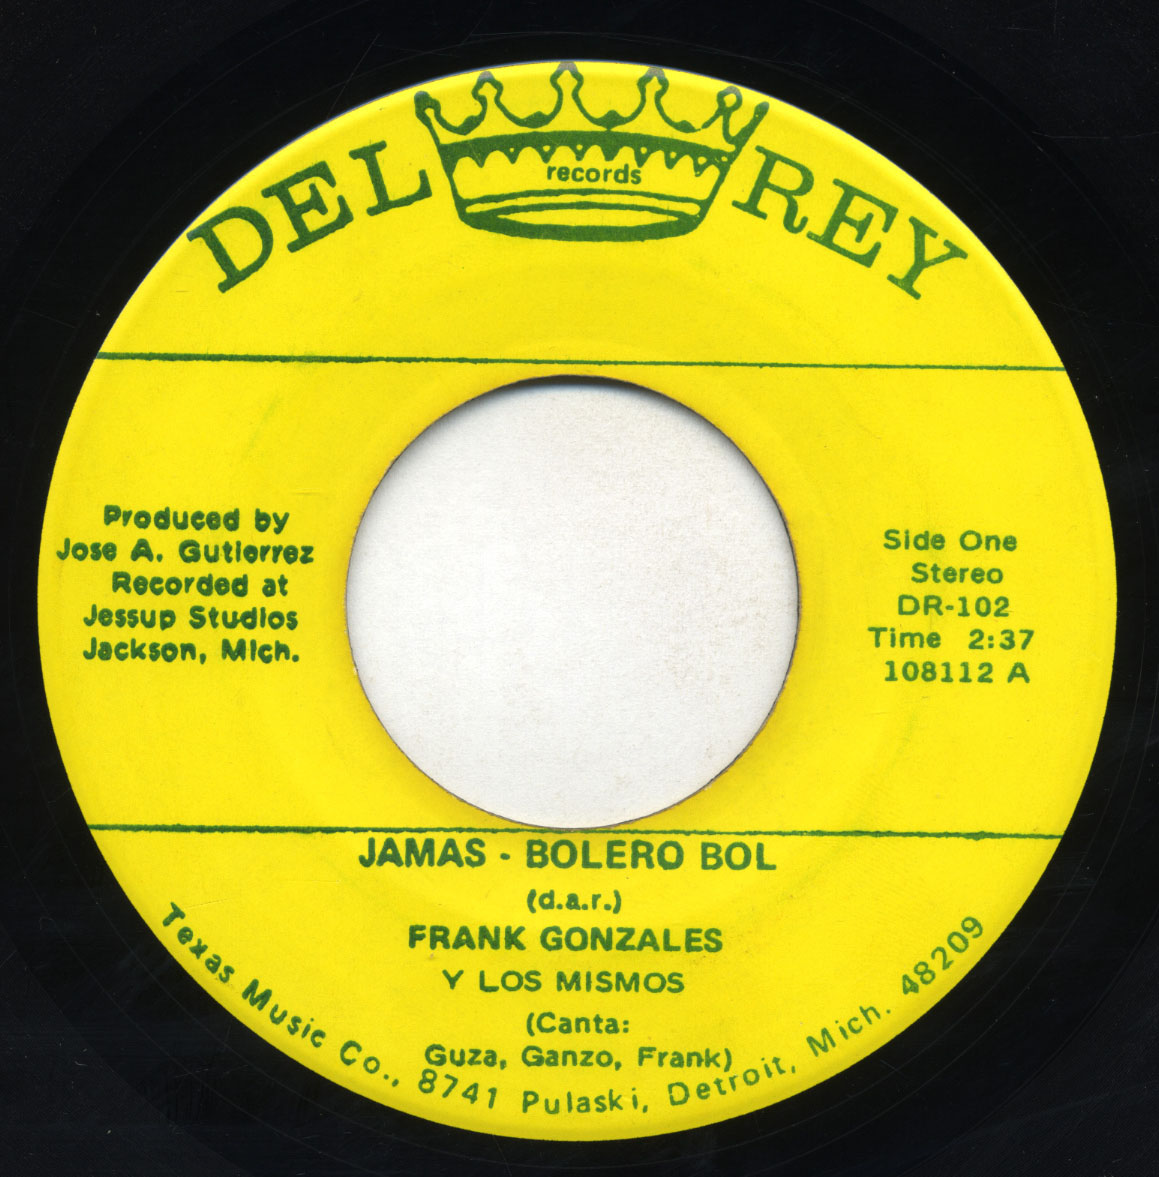 DEL REY
records
Produced by
Jose A. Gutierrez
Recorded at
Jessup Studios
Jackson, Mich.
Side One
Stereo
DR-102
Time 2:37
108112 A
JAMAS - BOLERO BOL
(d.a.r.)
FRANK GONZALES
Y LOS MISMOS
(Canta:
Guza, Ganzo, Frank)
Texas Music Co., 8741 Pulaski, Detroit, Mich. 48209